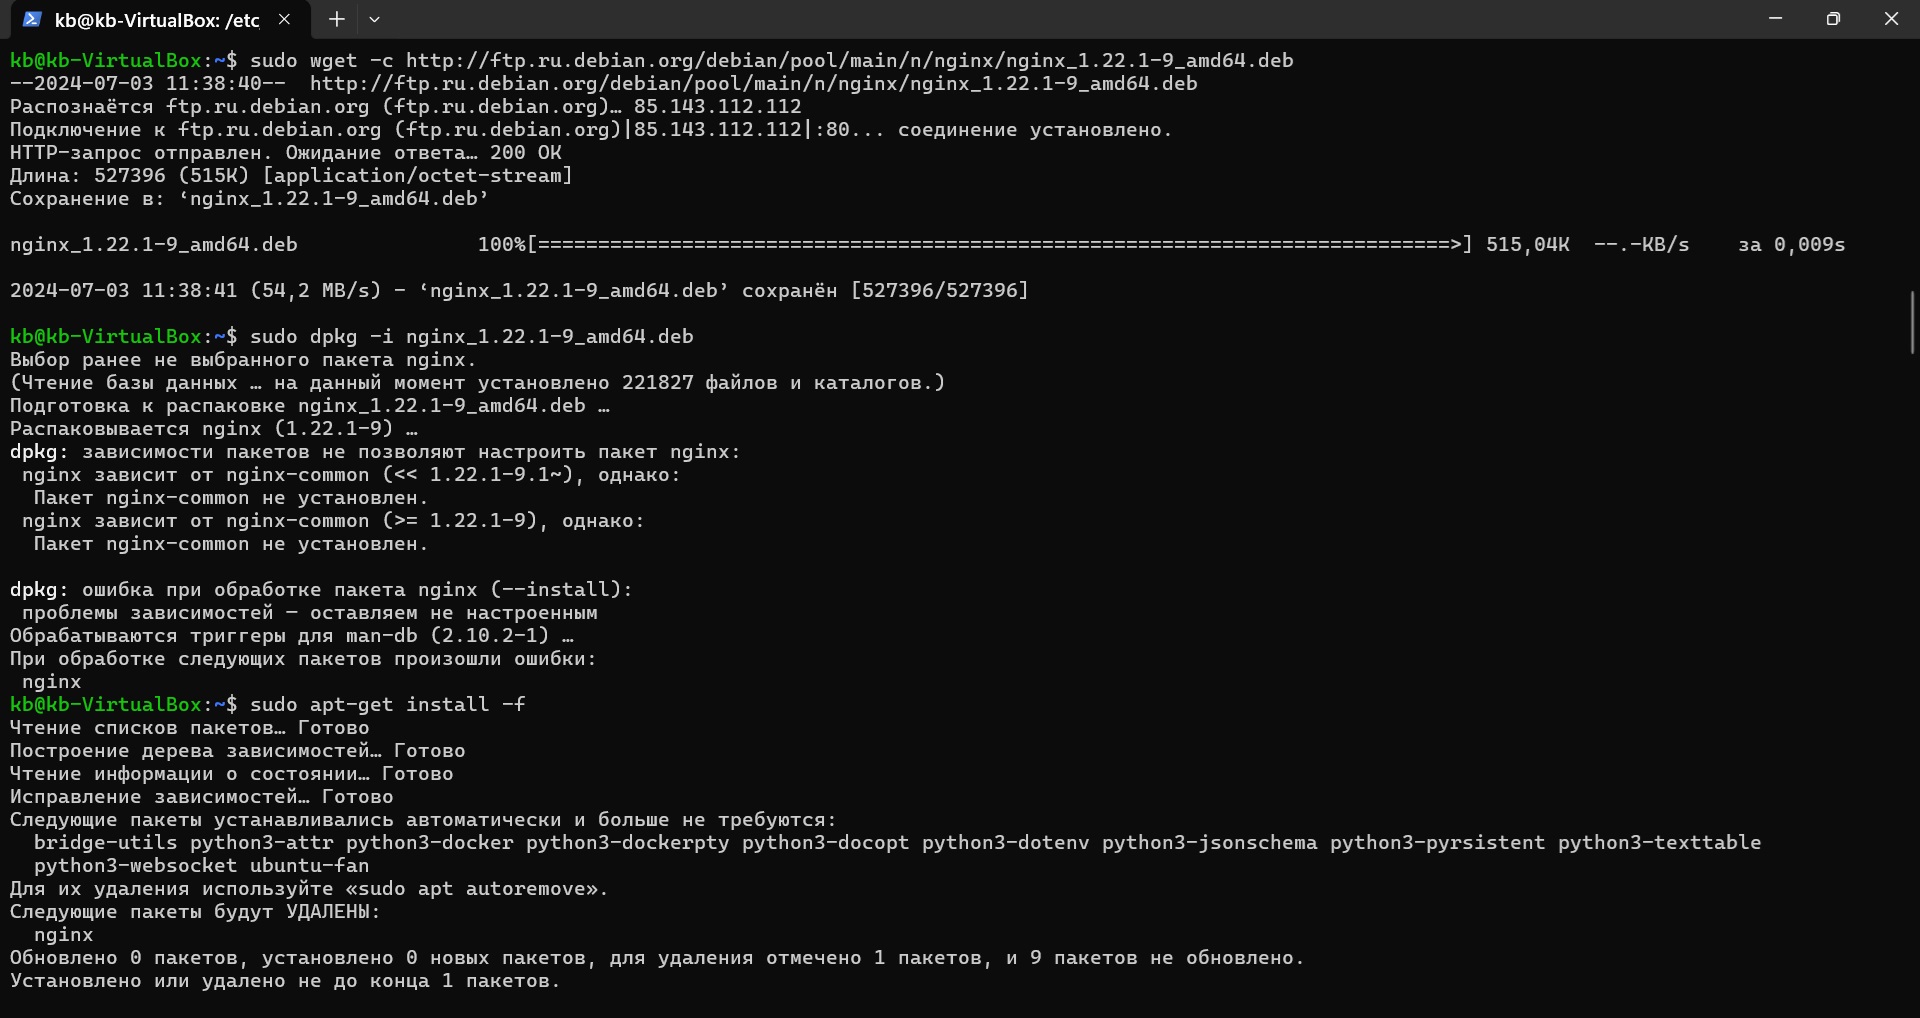 kb@kb-VirtualBox: /etc
kb@kb-VirtualBox:~$ sudo wget -c http://ftp.ru.debian.org/debian/pool/main/n/nginx/nginx_1.22.1-9_amd64.deb
--2024-07-03 11:38:40--  http://ftp.ru.debian.org/debian/pool/main/n/nginx/nginx_1.22.1-9_amd64.deb
Распознаётся ftp.ru.debian.org (ftp.ru.debian.org)… 85.143.112.112
Подключение к ftp.ru.debian.org (ftp.ru.debian.org)|85.143.112.112|:80... соединение установлено.
HTTP-запрос отправлен. Ожидание ответа… 200 OK
Длина: 527396 (515K) [application/octet-stream]
Сохранение в: ‘nginx_1.22.1-9_amd64.deb’
nginx_1.22.1-9_amd64.deb               100%[============================================================================>] 515,04K  --.-KB/s    за 0,009s
2024-07-03 11:38:41 (54,2 MB/s) - ‘nginx_1.22.1-9_amd64.deb’ сохранён [527396/527396]
kb@kb-VirtualBox:~$ sudo dpkg -i nginx_1.22.1-9_amd64.deb
Выбор ранее не выбранного пакета nginx.
(Чтение базы данных … на данный момент установлено 221827 файлов и каталогов.)
Подготовка к распаковке nginx_1.22.1-9_amd64.deb …
Распаковывается nginx (1.22.1-9) …
dpkg: зависимости пакетов не позволяют настроить пакет nginx:
 nginx зависит от nginx-common (<< 1.22.1-9.1~), однако:
  Пакет nginx-common не установлен.
 nginx зависит от nginx-common (>= 1.22.1-9), однако:
  Пакет nginx-common не установлен.
dpkg: ошибка при обработке пакета nginx (--install):
 проблемы зависимостей — оставляем не настроенным
Обрабатываются триггеры для man-db (2.10.2-1) …
При обработке следующих пакетов произошли ошибки:
 nginx
kb@kb-VirtualBox:~$ sudo apt-get install -f
Чтение списков пакетов… Готово
Построение дерева зависимостей… Готово
Чтение информации о состоянии… Готово
Исправление зависимостей… Готово
Следующие пакеты устанавливались автоматически и больше не требуются:
  bridge-utils python3-attr python3-docker python3-dockerpty python3-docopt python3-dotenv python3-jsonschema python3-pyrsistent python3-texttable
  python3-websocket ubuntu-fan
Для их удаления используйте «sudo apt autoremove».
Следующие пакеты будут УДАЛЕНЫ:
  nginx
Обновлено 0 пакетов, установлено 0 новых пакетов, для удаления отмечено 1 пакетов, и 9 пакетов не обновлено.
Установлено или удалено не до конца 1 пакетов.